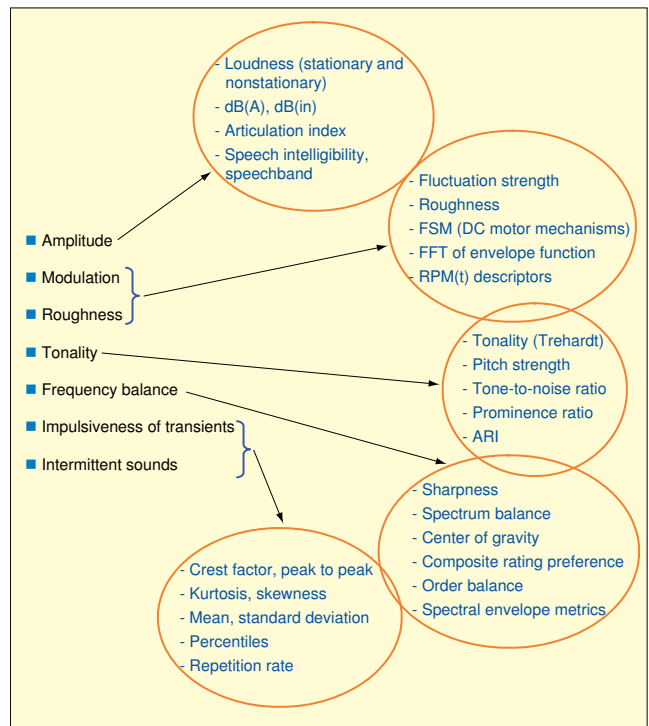 - Loudness (stationary and
nonstationary)
- dB(A), dB(in)
- Articulation index
- Speech intelligibility,
speechband
- Fluctuation strength
- Roughness
- FSM (DC motor mechanisms)
- FFT of envelope function
- RPM(t) descriptors
■ Amplitude
■ Modulation
■ Roughness
■ Tonality
■ Frequency balance
■ Impulsiveness of transients
■ Intermittent sounds
- Tonality (Trehardt)
- Pitch strength
- Tone-to-noise ratio
- Prominence ratio
- ARI
- Sharpness
- Spectrum balance
- Center of gravity
- Composite rating preference
- Order balance
- Spectral envelope metrics
- Crest factor, peak to peak
- Kurtosis, skewness
- Mean, standard deviation
- Percentiles
- Repetition rate